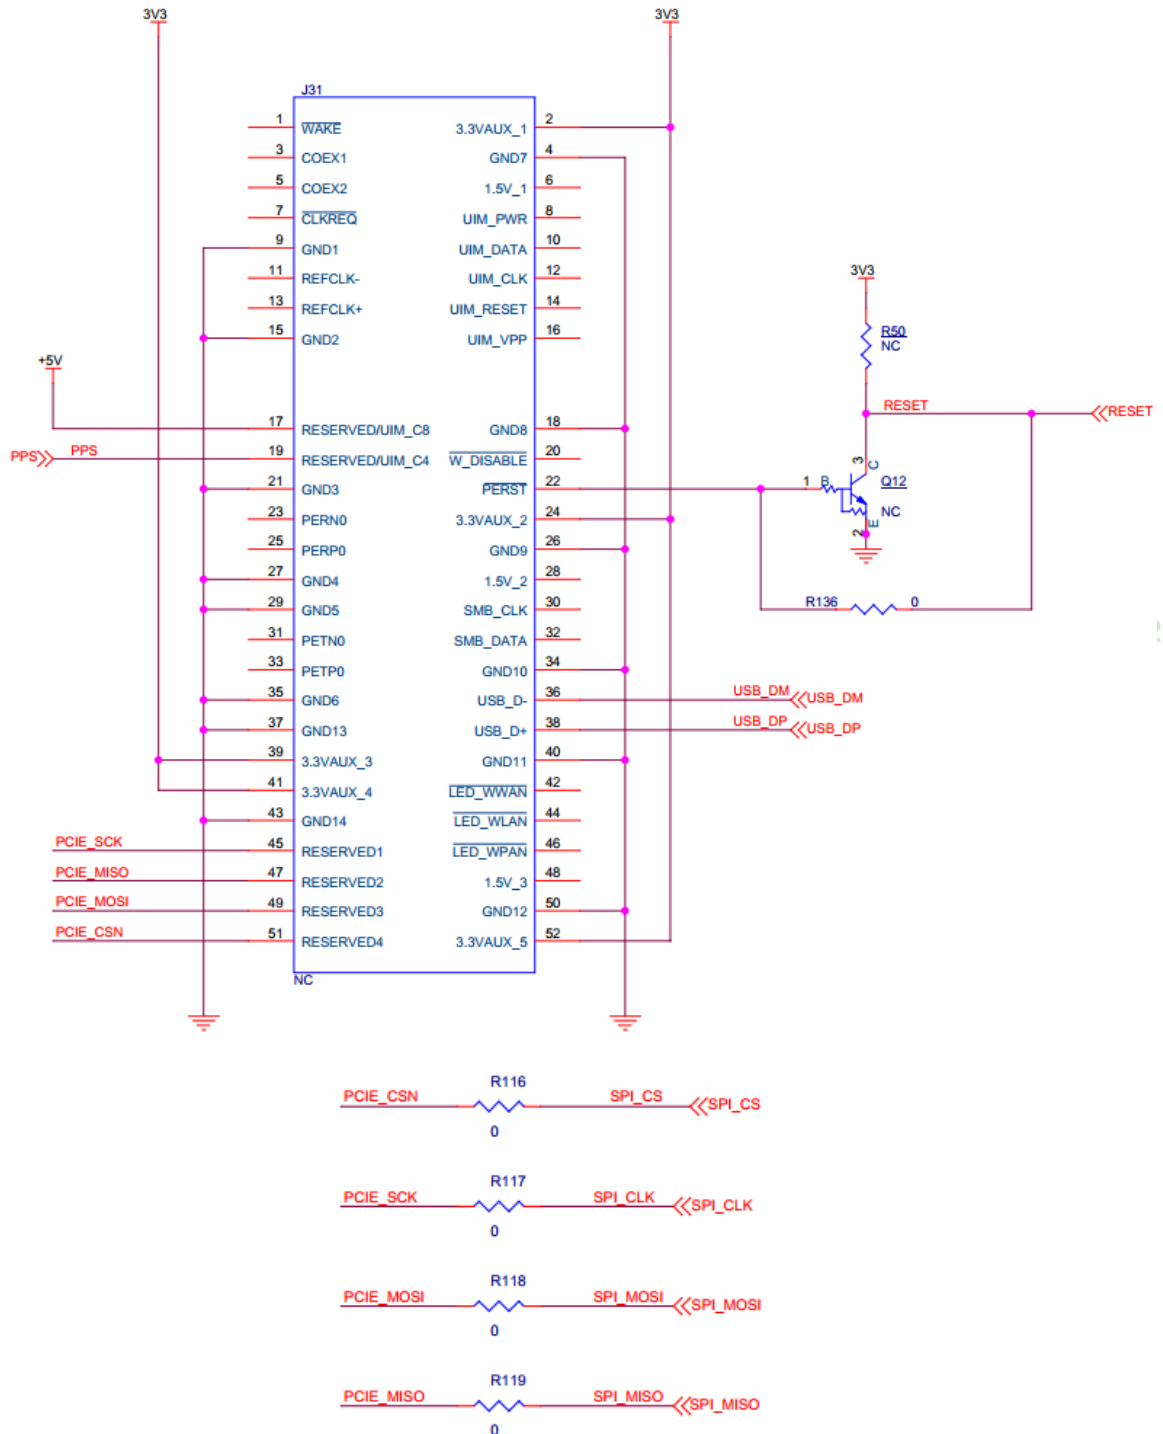 3V3 3V3
J31
1 WAKE 3.3VAUX_1 2
3 COEX1 GND7 4
5 COEX2 1.5V_1 6
7 CLKREQ UIM_PWR 8
9 GND1 UIM_DATA 10
11 REFCLK- UIM_CLK 12
13 REFCLK+ UIM_RESET 14
15 GND2 UIM_VPP 16
3V3
R50
NC
+5V
RESET RESET
17 RESERVED/UIM_C8 GND8 18
PPS PPS 19 RESERVED/UIM_C4 W_DISABLE 20
21 GND3 PERST 22
1 B 3 C Q12
NC
2 E
23 PERN0 3.3VAUX_2 24
25 PERP0 GND9 26
27 GND4 1.5V_2 28
29 GND5 SMB_CLK 30
R136 0
31 PETN0 SMB_DATA 32
33 PETP0 GND10 34
35 GND6 USB_D- 36 USB_DM USB_DM
37 GND13 USB_D+ 38 USB_DP USB_DP
39 3.3VAUX_3 GND11 40
41 3.3VAUX_4 LED_WWAN 42
43 GND14 LED_WLAN 44
PCIE_SCK 45 RESERVED1 LED_WPAN 46
PCIE_MISO 47 RESERVED2 1.5V_3 48
PCIE_MOSI 49 RESERVED3 GND12 50
PCIE_CSN 51 RESERVED4 3.3VAUX_5 52
NC
R116
PCIE_CSN SPI_CS SPI_CS
0
R117
PCIE_SCK SPI_CLK SPI_CLK
0
R118
PCIE_MOSI SPI_MOSI SPI_MOSI
0
R119
PCIE_MISO SPI_MISO SPI_MISO
0